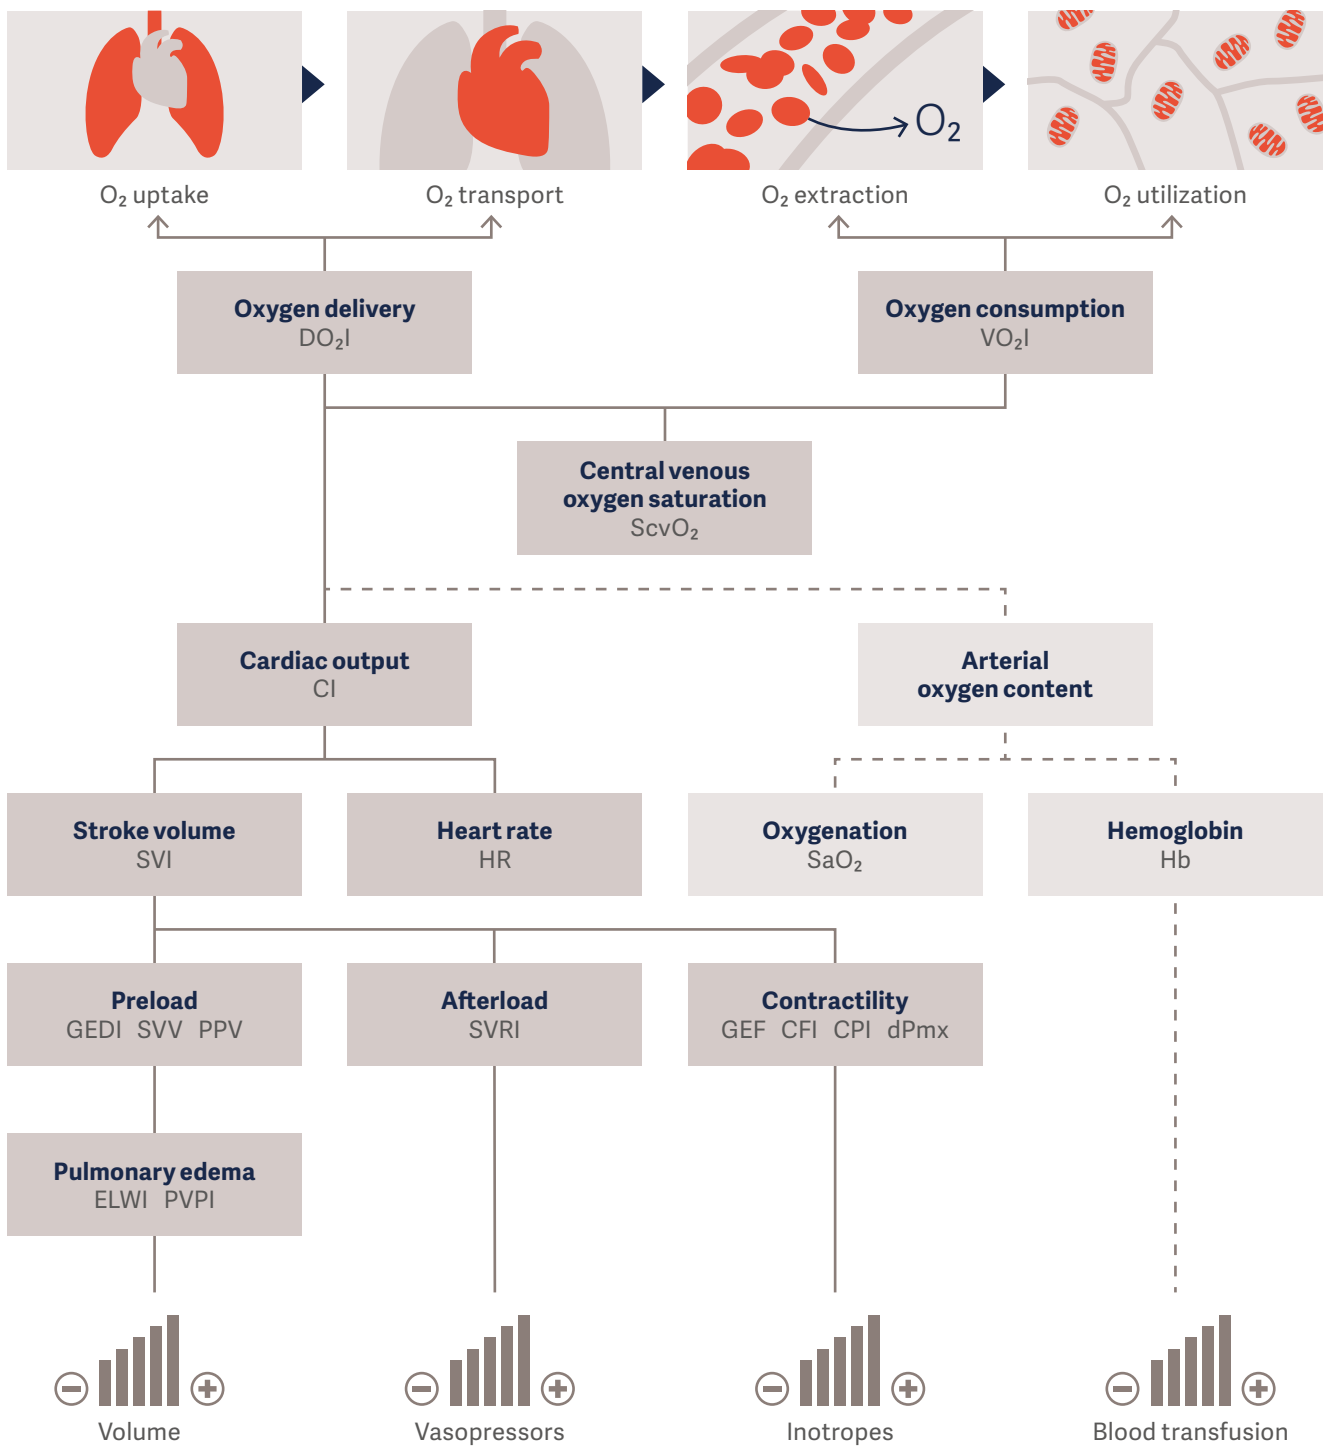 O₂
O₂ uptake
O₂ transport
O₂ extraction
O₂ utilization
Oxygen delivery
DO₂I
Oxygen consumption
VO₂I
Central venous
oxygen saturation
ScvO₂
Cardiac output
CI
Arterial
oxygen content
Stroke volume
SVI
Heart rate
HR
Oxygenation
SaO₂
Hemoglobin
Hb
Preload
GEDI SVV PPV
Afterload
SVRI
Contractility
GEF CFI CPI dPmx
Pulmonary edema
ELWI PVPI
Volume
Vasopressors
Inotropes
Blood transfusion